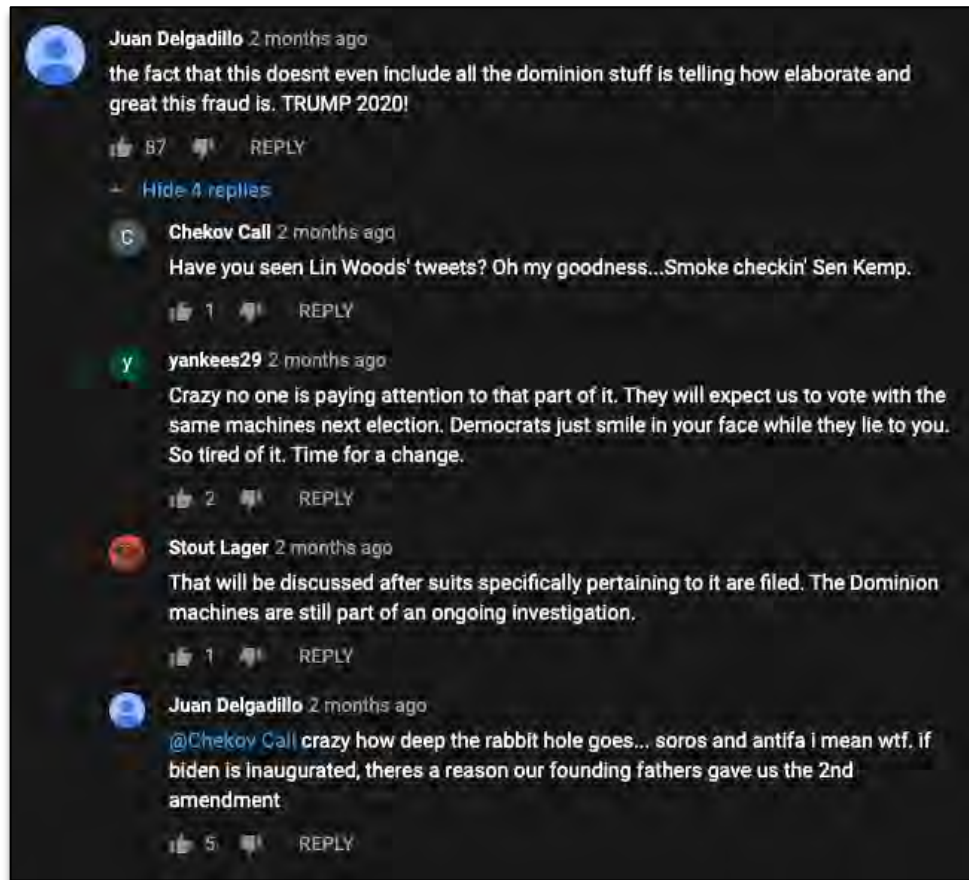 Juan Delgadillo 2 months ago
the fact that this doesnt even include all the dominion stuff is telling how elaborate and
great this fraud is. TRUMP 2020!
87 REPLY
Hide 4 replies
C
Chekov Call 2 months ago
Have you seen Lin Woods' tweets? Oh my goodness...Smoke checkin' Sen Kemp.
1 REPLY
y
yankees29 2 months ago
Crazy no one is paying attention to that part of it. They will expect us to vote with the
same machines next election. Democrats just smile in your face while they lie to you.
So tired of it. Time for a change.
2 REPLY
Stout Lager 2 months ago
That will be discussed after suits specifically pertaining to it are filed. The Dominion
machines are still part of an ongoing investigation.
1 REPLY
Juan Delgadillo 2 months ago
@Chekov Call crazy how deep the rabbit hole goes... soros and antifa i mean wtf. if
biden is inaugurated, theres a reason our founding fathers gave us the 2nd
amendment
5 REPLY